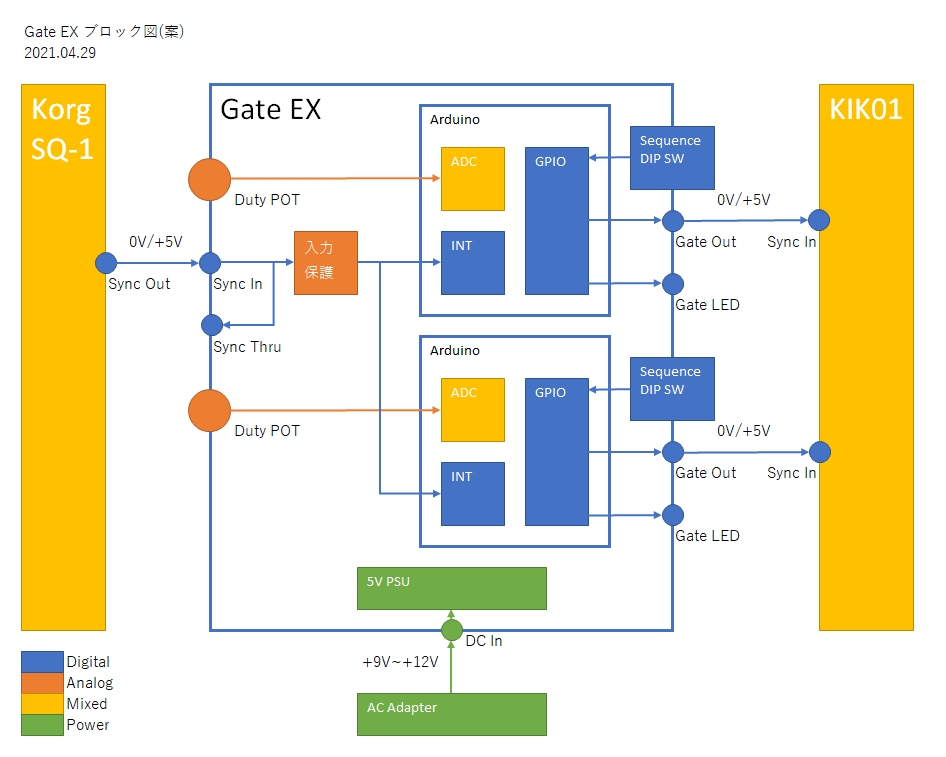 Gate EX ブロック図(案)
2021.04.29
Korg
SQ-1
Gate EX
KIK01
Arduino
ADC
GPIO
Sequence
DIP SW
Duty POT
0V/+5V
Gate Out
Sync In
0V/+5V
入力
保護
INT
Sync Out
Sync In
Gate LED
Sync Thru
Arduino
ADC
GPIO
Sequence
DIP SW
Duty POT
0V/+5V
Gate Out
Sync In
INT
Gate LED
5V PSU
DC In
+9V~+12V
AC Adapter
Digital
Analog
Mixed
Power